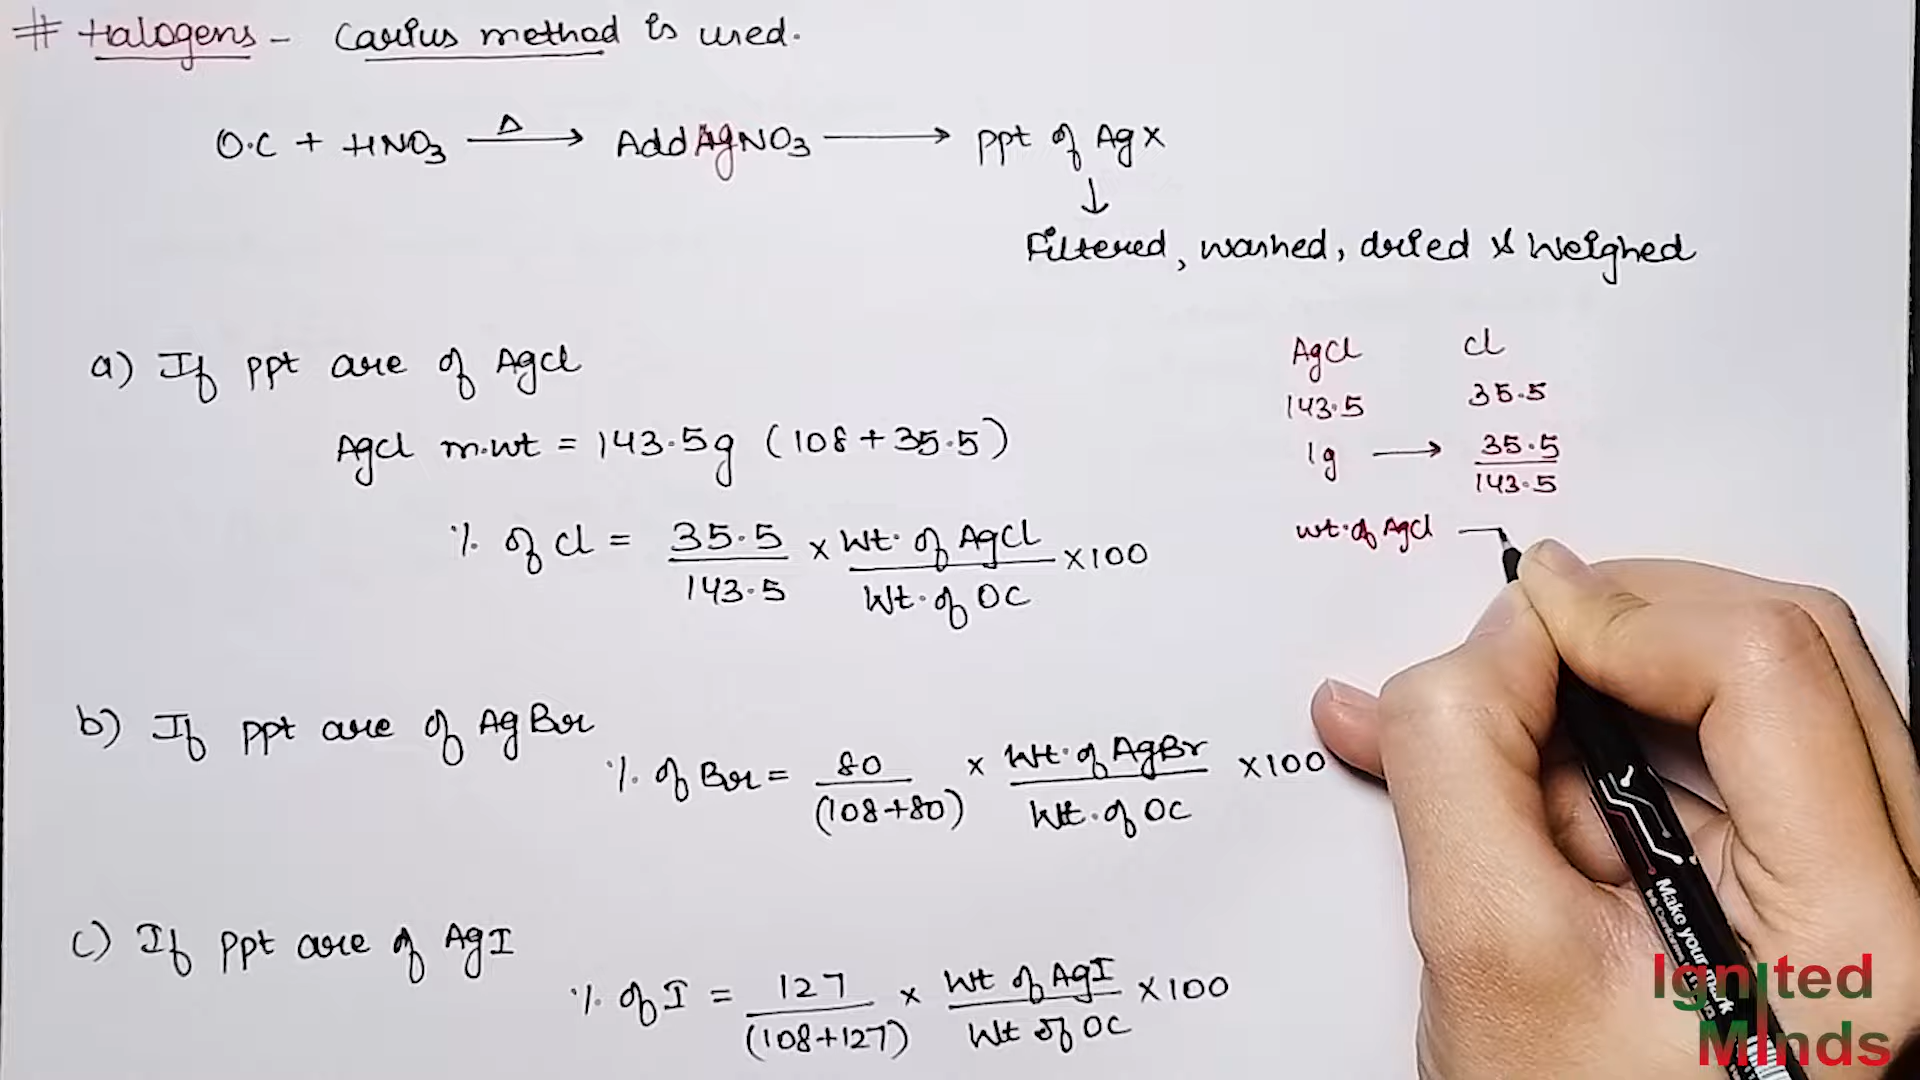 # Halogens - Carius method is used.
O.C + HNO3 —Δ→ Add AgNO3 → ppt of AgX
↓
Filtered, washed, dried & Weighed
a) If ppt are of AgCl
AgCl m.wt = 143.5g (108+35.5)
% of Cl = 35.5/143.5 × Wt. of AgCl/Wt. of OC ×100
AgCl Cl
143.5 35.5
1g → 35.5/143.5
wt. of AgCl —
b) If ppt are of AgBr
% of Br = 80/(108+80) × Wt. of AgBr/Wt. of OC ×100
c) If ppt are of AgI
% of I = 127/(108+127) × Wt of AgI/Wt of OC ×100
Make your mark
Ignited
Minds